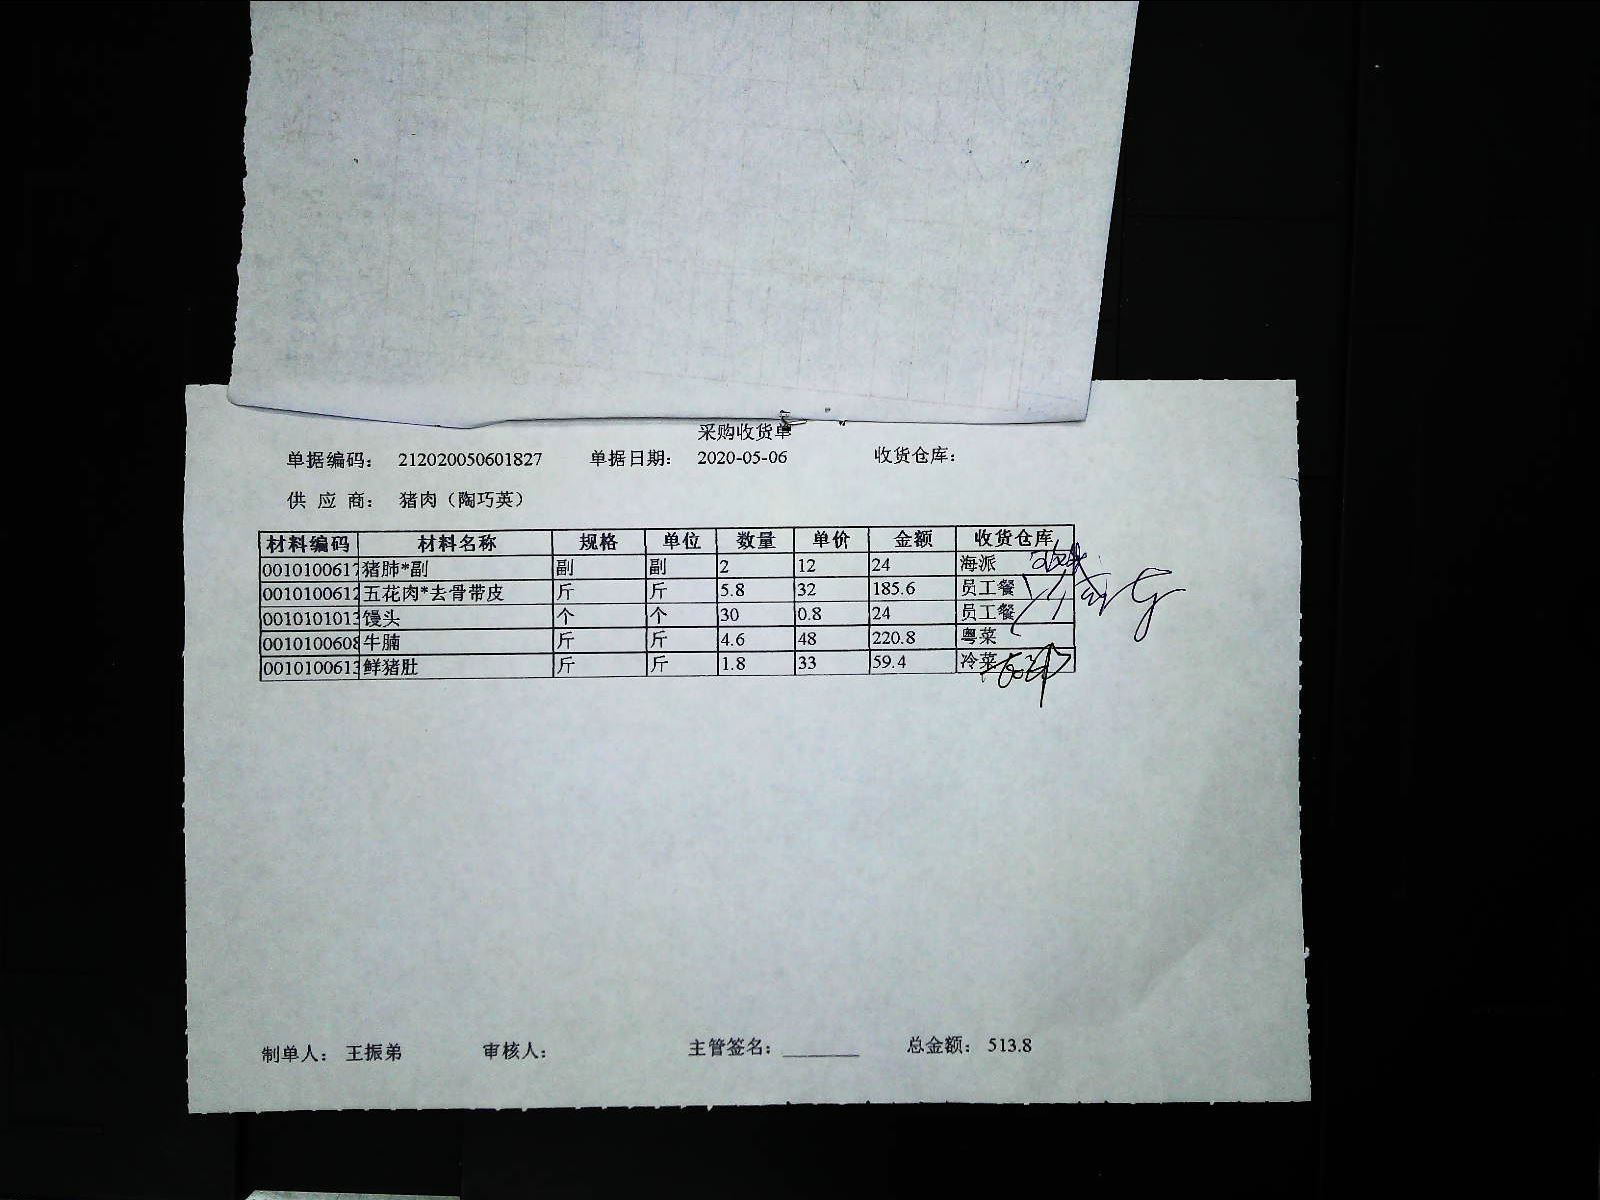 采购收货单
单据编码： 212020050601827 单据日期： 2020-05-06 收货仓库：
供 应 商： 猪肉（陶巧英）
材料编码 材料名称 规格 单位 数量 单价 金额 收货仓库
0010100617 猪肺*副 副 副 2 12 24 海派
0010100612 五花肉*去骨带皮 斤 斤 5.8 32 185.6 员工餐
0010101013 馒头 个 个 30 0.8 24 员工餐
0010100608 牛腩 斤 斤 4.6 48 220.8 粤菜
0010100613 鲜猪肚 斤 斤 1.8 33 59.4 冷菜
制单人： 王振弟 审核人： 主管签名： 总金额： 513.8